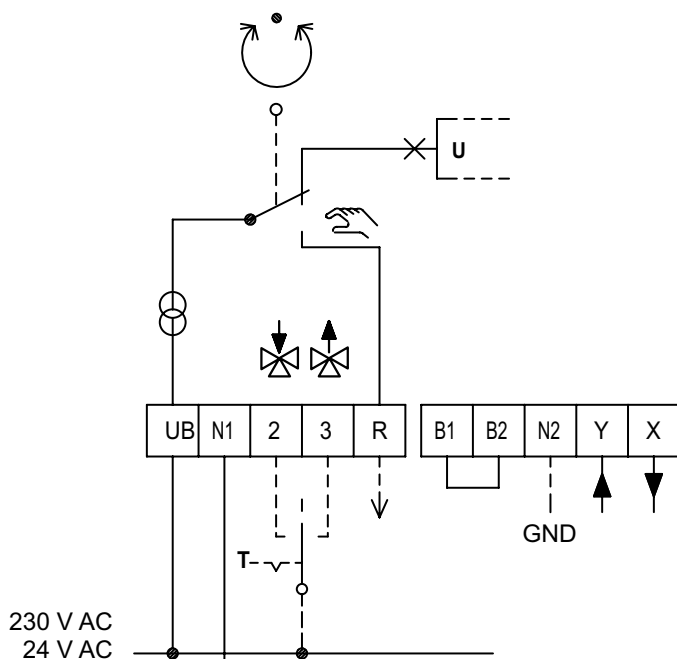 U
UB N1 2 3 R B1 B2 N2 Y X
GND
T
230 V AC
24 V AC